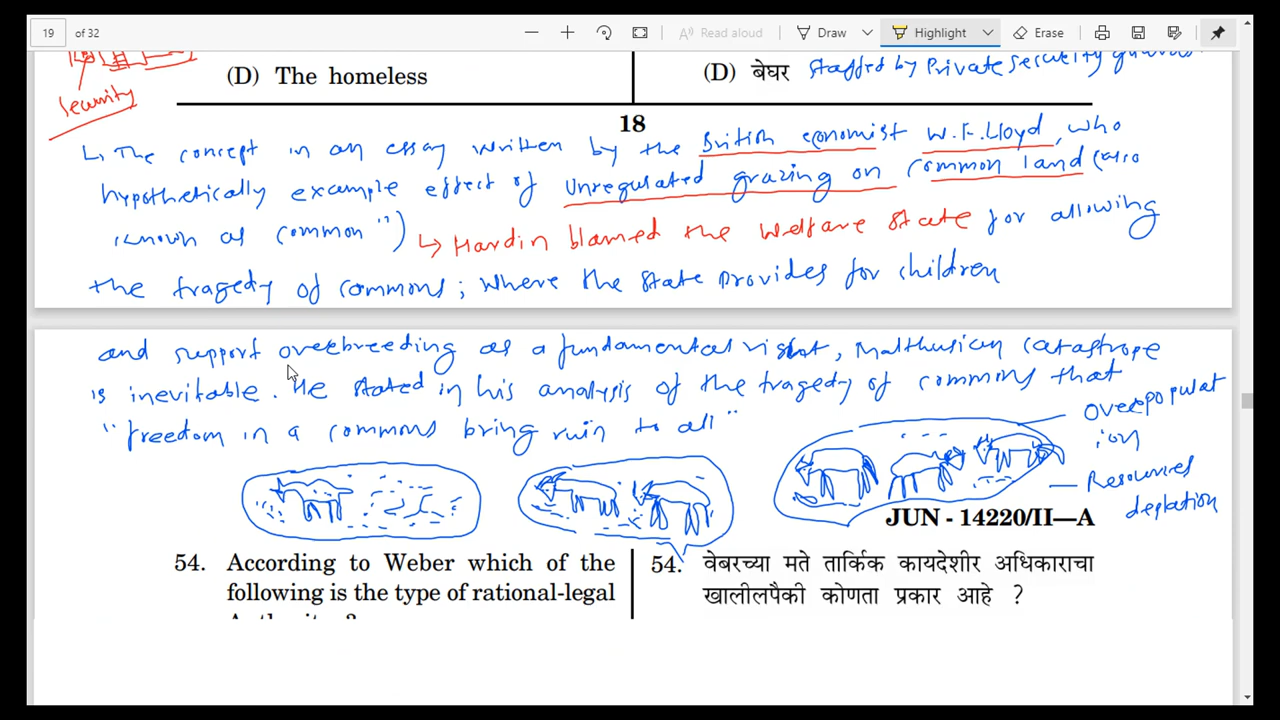 19 of 32
Read aloud
Draw
Highlight
Erase
(D) The homeless
(D) बेघर Staffed by Private Security
Security
18
↳ The concept in an essay written by the British economist W.F. Lloyd, who
hypothetically example effect of Unregulated grazing on common land (also
known as common")
↳ Hardin blamed the Welfare State for allowing
the tragedy of commons; where the state provides for children
and support overbreeding as a fundamental right, Malthusian catastrope
is inevitable. He stated in his analysis of the tragedy of commons that
"freedom in a commons bring ruin to all"
Overpopulat
ion
Resources
depletion
JUN - 14220/II—A
54. According to Weber which of the
following is the type of rational-legal
54. वेबरच्या मते तार्किक कायदेशीर अधिकाराचा
खालीलपैकी कोणता प्रकार आहे ?